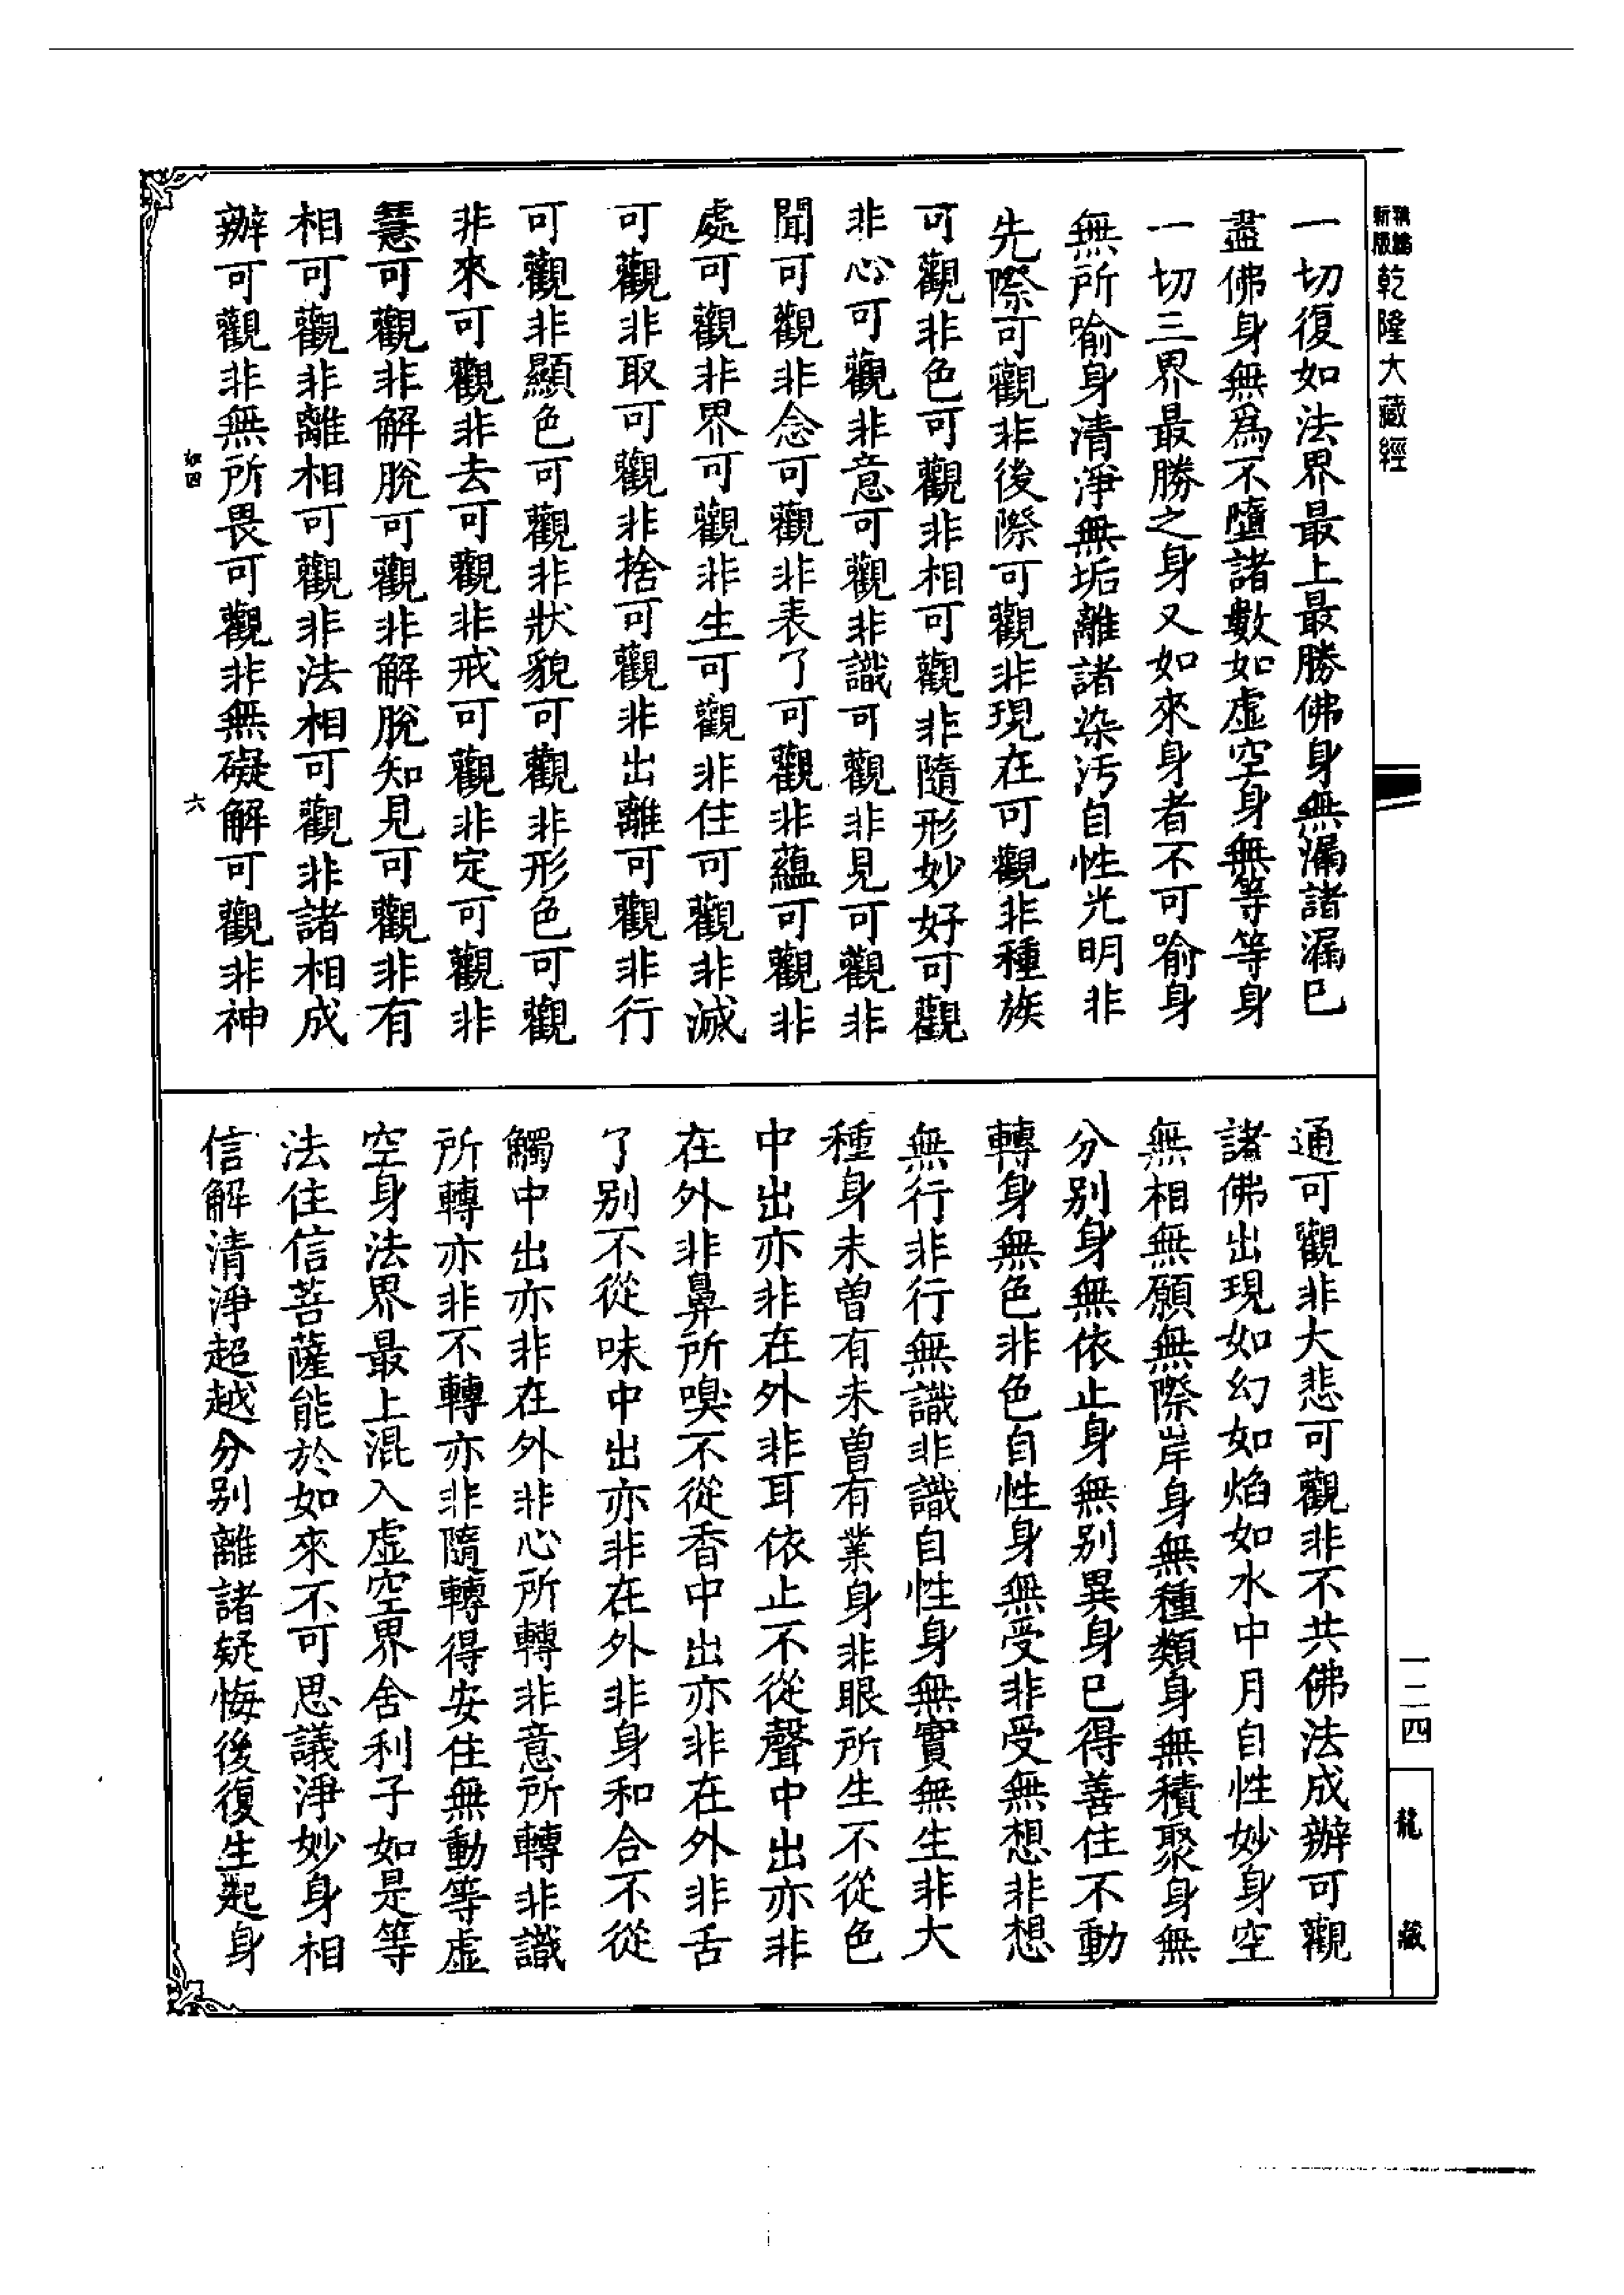 新版
乾隆大藏經
一切復如法界最上最勝佛身無漏諸漏已
盡佛身無爲不墮諸數如虛空身無等等身
一切三界最勝之身又如來身者不可喻身
無所喻身清淨無垢離諸染汚自性光明非
先際可觀非後際可觀非現在可觀非種族
可觀非色可觀非相可觀非隨形妙好可觀
非心可觀非意可觀非識可觀非見可觀非
聞可觀非念可觀非表了可觀非蘊可觀非
處可觀非界可觀非生可觀非住可觀非滅
可觀非取可觀非捨可觀非出離可觀非行
可觀非顯色可觀非狀貌可觀非形色可觀
非來可觀非去可觀非戒可觀非定可觀非
慧可觀非解脫可觀非解脫知見可觀非有
相可觀非離相可觀非法相可觀非諸相成
辦可觀非無所畏可觀非無礙解可觀非神
六
通可觀非大悲可觀非不共佛法成辦可觀
諸佛出現如幻如焰如水中月自性妙身空
無相無願無際岸身無種類身無積聚身無
分別身無依止身無別異身已得善住不動
轉身無色非色自性身無受非受無想非想
無行非行無識非識自性身無實無生非大
種身未曾有未曾有業身非眼所生不從色
中出亦非在外非耳依止不從聲中出亦非
在外非鼻所嗅不從香中出亦非在外非舌
了別不從味中出亦非在外非身和合不從
觸中出亦非在外非心所轉非意所轉非識
所轉亦非不轉亦非隨轉得安住無動等虛
空身法界最上混入虛空界舍利子如是等
法住信菩薩能於如來不可思議淨妙身相
信解清淨超越分別離諸疑悔後復生起身
一二四
龍藏